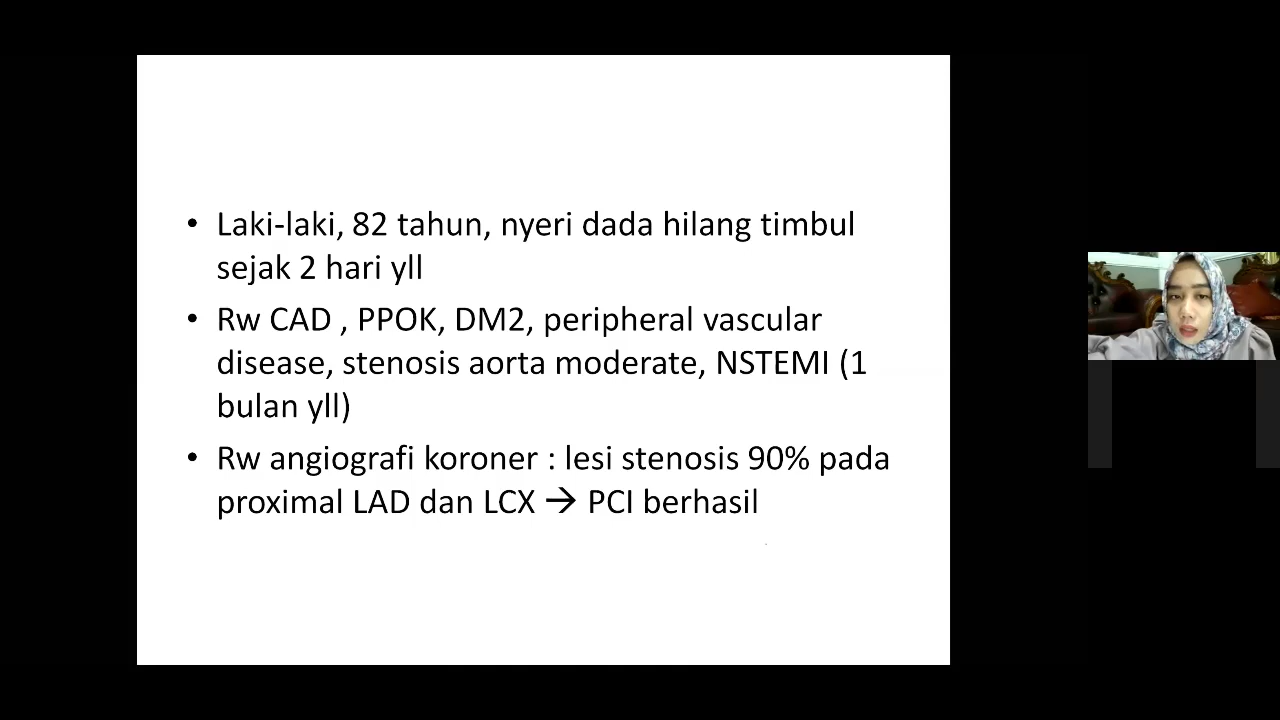 • Laki-laki, 82 tahun, nyeri dada hilang timbul
sejak 2 hari yll
• Rw CAD , PPOK, DM2, peripheral vascular
disease, stenosis aorta moderate, NSTEMI (1
bulan yll)
• Rw angiografi koroner : lesi stenosis 90% pada
proximal LAD dan LCX → PCI berhasil